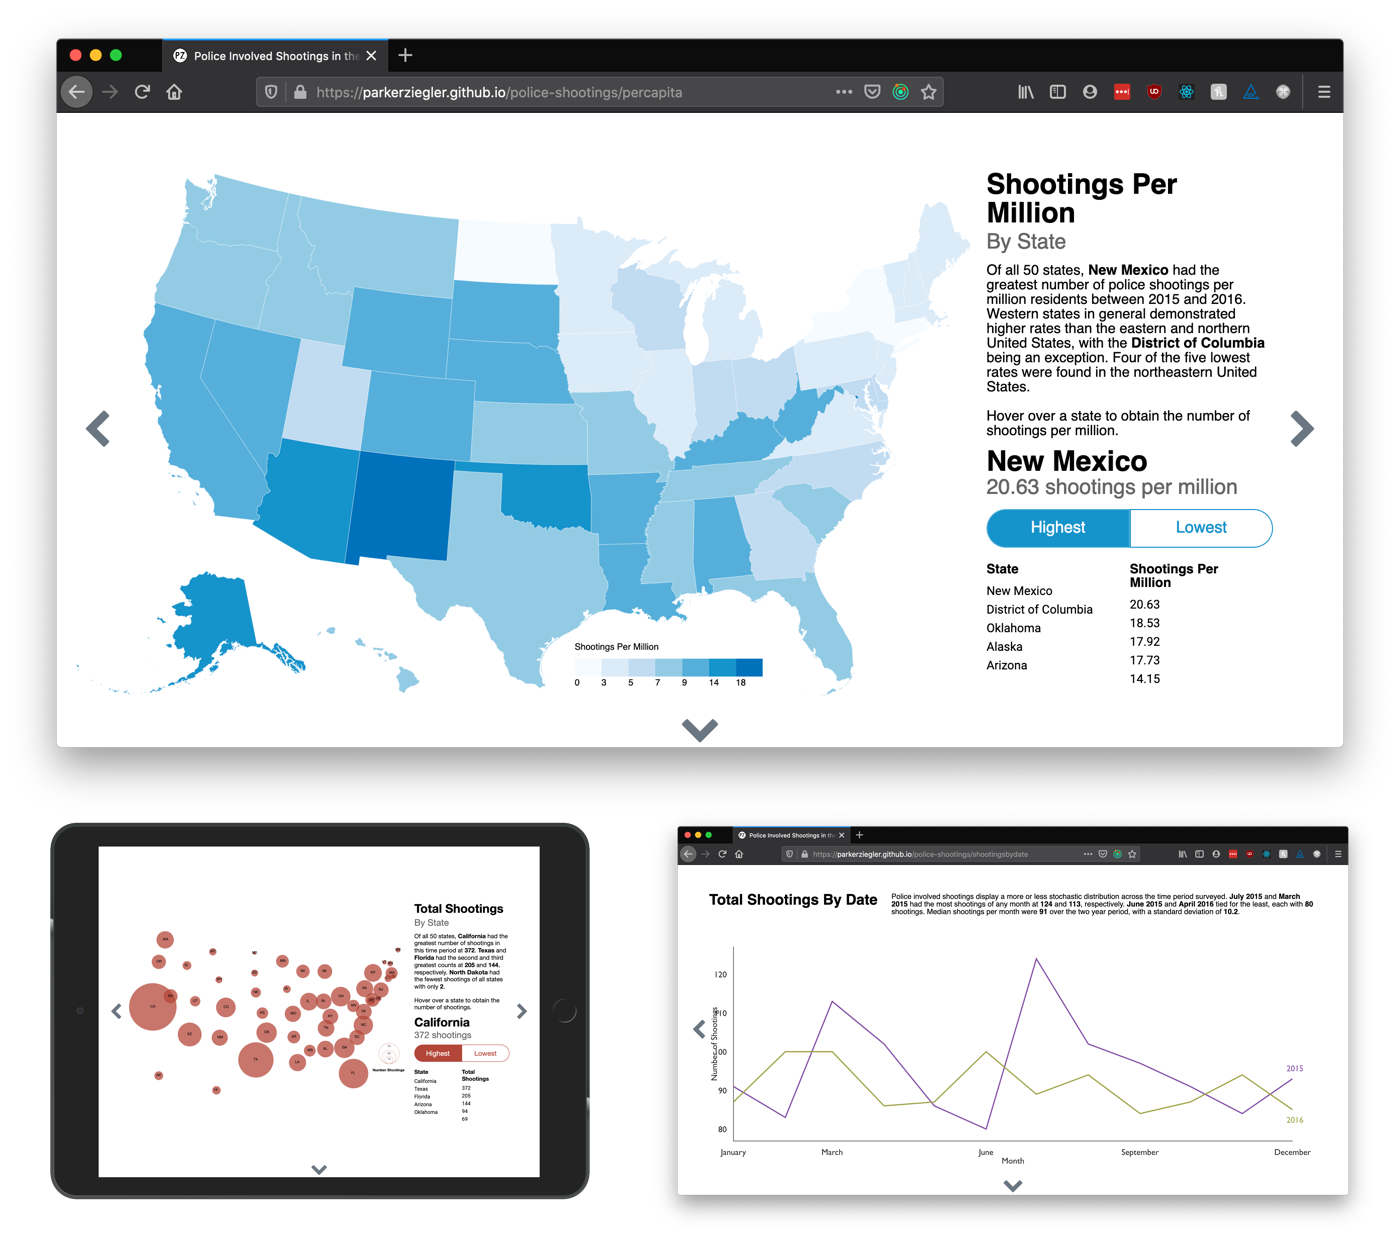 Police Involved Shootings in the
https://parkerziegler.github.io/police-shootings/percapita
Shootings Per
Million
By State
Of all 50 states, New Mexico had the
greatest number of police shootings per
million residents between 2015 and 2016.
Western states in general demonstrated
higher rates than the eastern and northern
United States, with the District of Columbia
being an exception. Four of the five lowest
rates were found in the northeastern United
States.
Hover over a state to obtain the number of
shootings per million.
New Mexico
20.63 shootings per million
Highest Lowest
State Shootings Per
Million
New Mexico 20.63
District of Columbia 18.53
Oklahoma 17.92
Alaska 17.73
Arizona 14.15
Shootings Per Million
0 3 5 7 9 14 18
Total Shootings
By State
Of all 50 states, California had the
greatest number of shootings in
this time period at 372. Texas and
Florida had the second and third
greatest counts at 205 and 144,
respectively. North Dakota had
the fewest shootings of all states
with only 2.
Hover over a state to obtain the
number of shootings.
California
372 shootings
Highest Lowest
State Total
Shootings
California 372
Texas 205
Florida 144
Arizona 94
Oklahoma 69
Number Shootings
WA
CA
TX
FL
Police Involved Shootings in the
https://parkerziegler.github.io/police-shootings/shootingsbydate
Total Shootings By Date
Police involved shootings display a more or less stochastic distribution across the time period surveyed. July 2015 and March
2015 had the most shootings of any month at 124 and 113, respectively. June 2015 and April 2016 tied for the least, each with 80
shootings. Median shootings per month were 91 over the two year period, with a standard deviation of 10.2.
Number of Shootings
120
110
100
90
80
2015
2016
January March June September December
Month